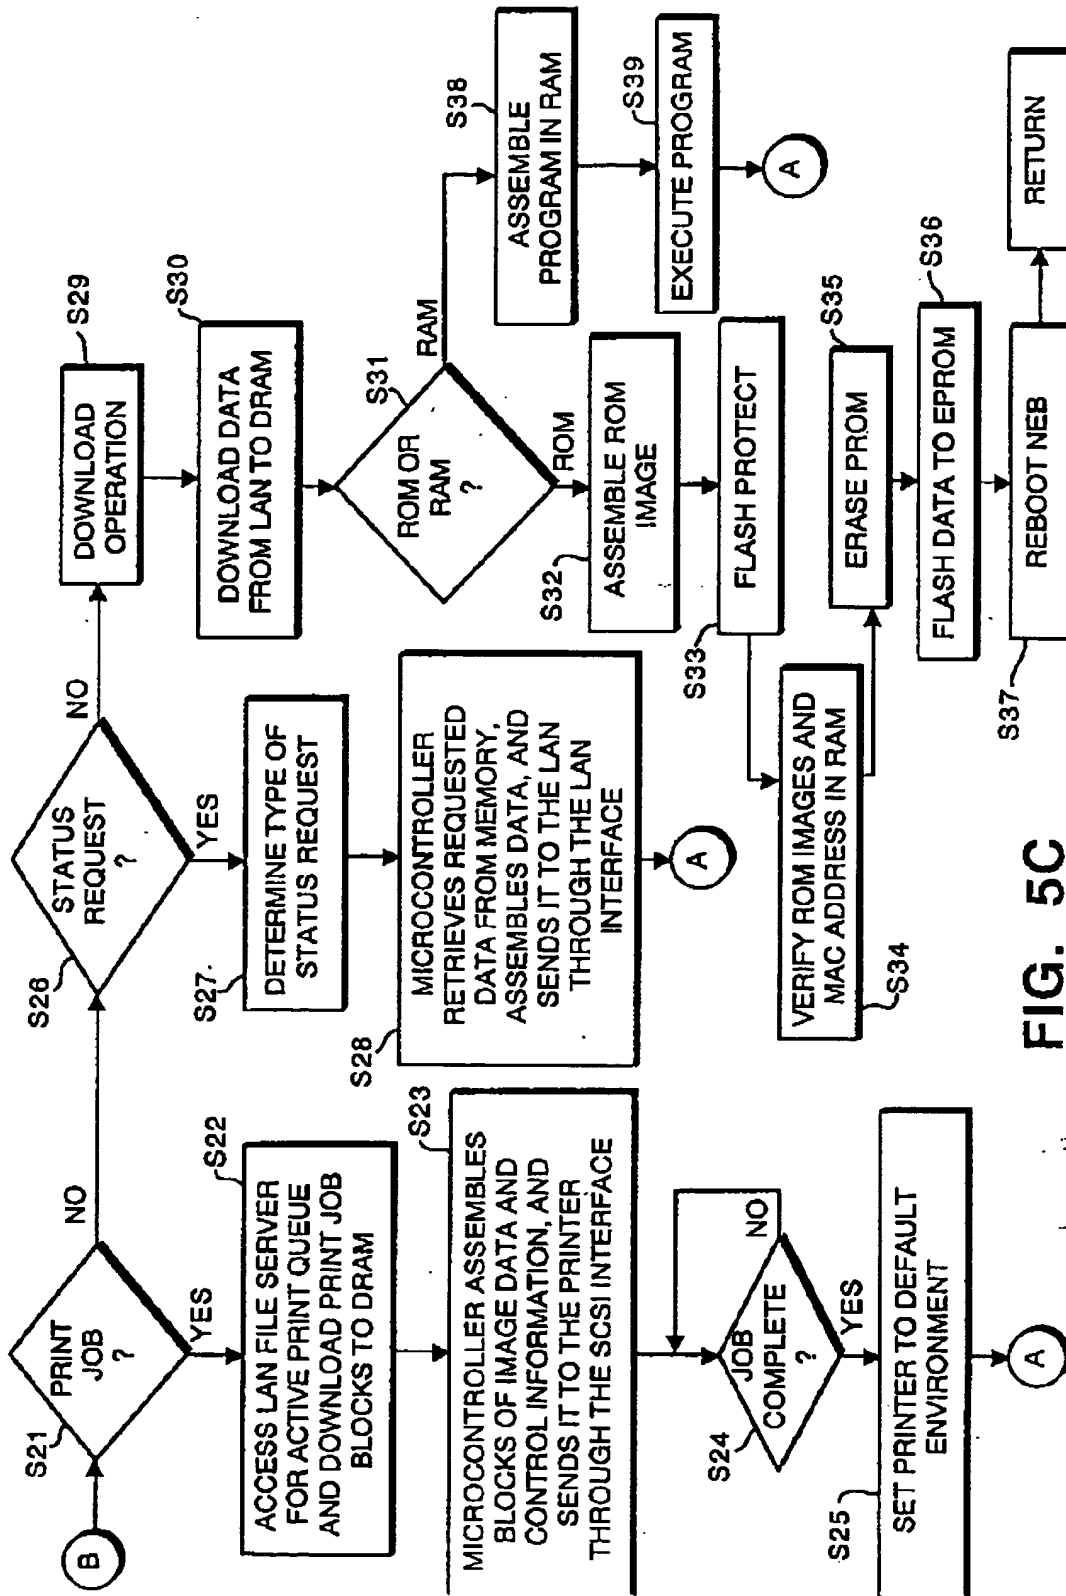 B
S21
PRINT
JOB
?
NO
YES
S22
ACCESS LAN FILE SERVER
FOR ACTIVE PRINT QUEUE
AND DOWNLOAD PRINT JOB
BLOCKS TO DRAM
S23
MICROCONTROLLER ASSEMBLES
BLOCKS OF IMAGE DATA AND
CONTROL INFORMATION, AND
SENDS IT TO THE PRINTER
THROUGH THE SCSI INTERFACE
S24
JOB
COMPLETE
?
NO
YES
S25
SET PRINTER TO DEFAULT
ENVIRONMENT
A
S26
STATUS
REQUEST
?
NO
YES
S27
DETERMINE TYPE OF
STATUS REQUEST
S28
MICROCONTROLLER
RETRIEVES REQUESTED
DATA FROM MEMORY,
ASSEMBLES DATA, AND
SENDS IT TO THE LAN
THROUGH THE LAN
INTERFACE
A
S29
DOWNLOAD
OPERATION
S30
DOWNLOAD DATA
FROM LAN TO DRAM
S31
ROM OR
RAM
?
RAM
ROM
S32
ASSEMBLE ROM
IMAGE
S33
FLASH PROTECT
VERIFY ROM IMAGES AND
MAC ADDRESS IN RAM
S34
S35
ERASE PROM
S36
FLASH DATA TO EPROM
S37
REBOOT NEB
RETURN
S38
ASSEMBLE
PROGRAM IN RAM
S39
EXECUTE PROGRAM
A
FIG. 5C